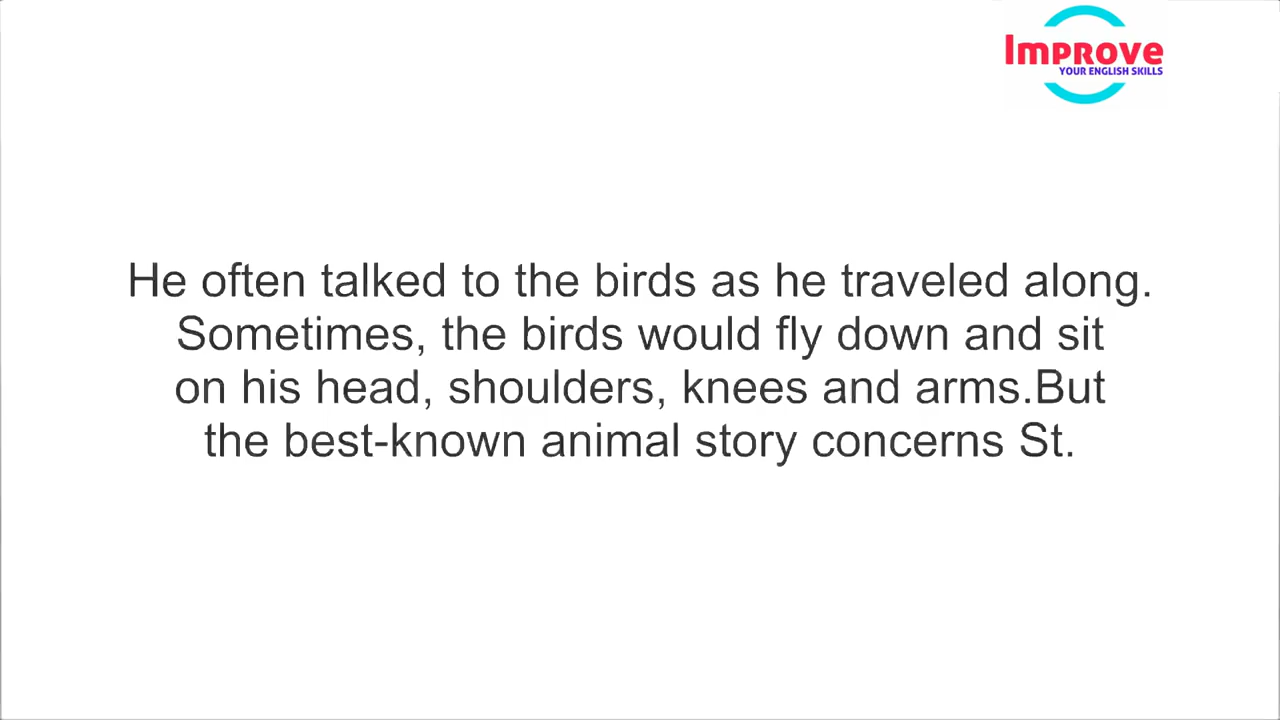 Improve
YOUR ENGLISH SKILLS
He often talked to the birds as he traveled along.
Sometimes, the birds would fly down and sit
on his head, shoulders, knees and arms.But
the best-known animal story concerns St.